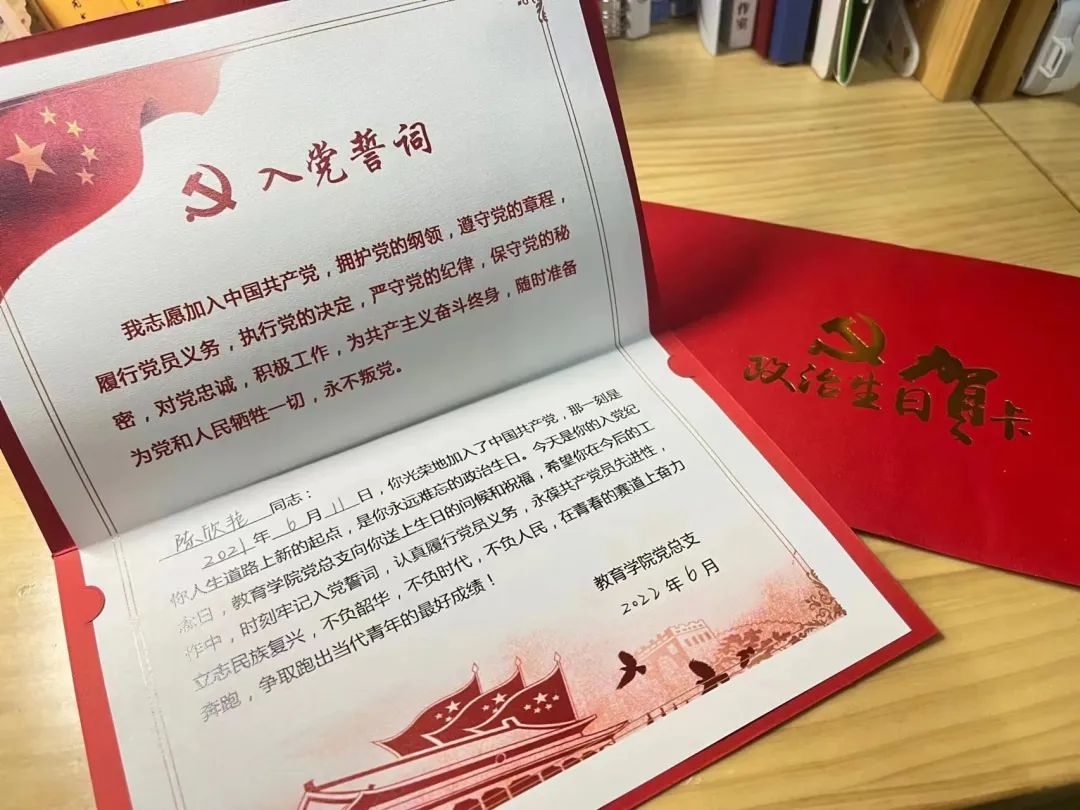 入党誓词
我志愿加入中国共产党，拥护党的纲领，遵守党的章程，
履行党员义务，执行党的决定，严守党的纪律，保守党的秘
密，对党忠诚，积极工作，为共产主义奋斗终身，随时准备
为党和人民牺牲一切，永不叛党。
陈欣艳 同志：
2021年6月11日，你光荣地加入了中国共产党，那一刻是
你人生道路上新的起点，是你永远难忘的政治生日。今天是你的入党纪
念日，教育学院党总支向你送上生日的问候和祝福，希望你在今后的工
作中，时刻牢记入党誓词，认真履行党员义务，永葆共产党员先进性，
立志民族复兴，不负韶华，不负时代，不负人民，在青春的赛道上奋力
奔跑，争取跑出当代青年的最好成绩！
教育学院党总支
2022年6月
政治生日贺卡
作室